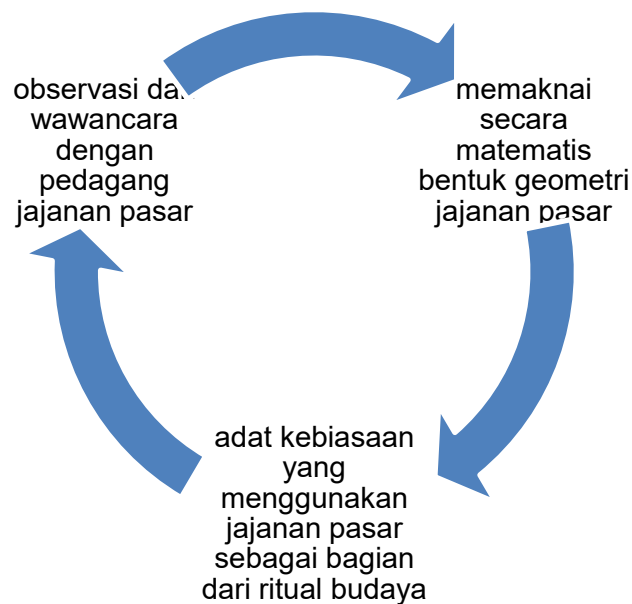 observasi da
wawancara
dengan
pedagang
jajanan pasar
memaknai
secara
matematis
bentuk geometri
jajanan pasar
adat kebiasaan
yang
menggunakan
jajanan pasar
sebagai bagian
dari ritual budaya